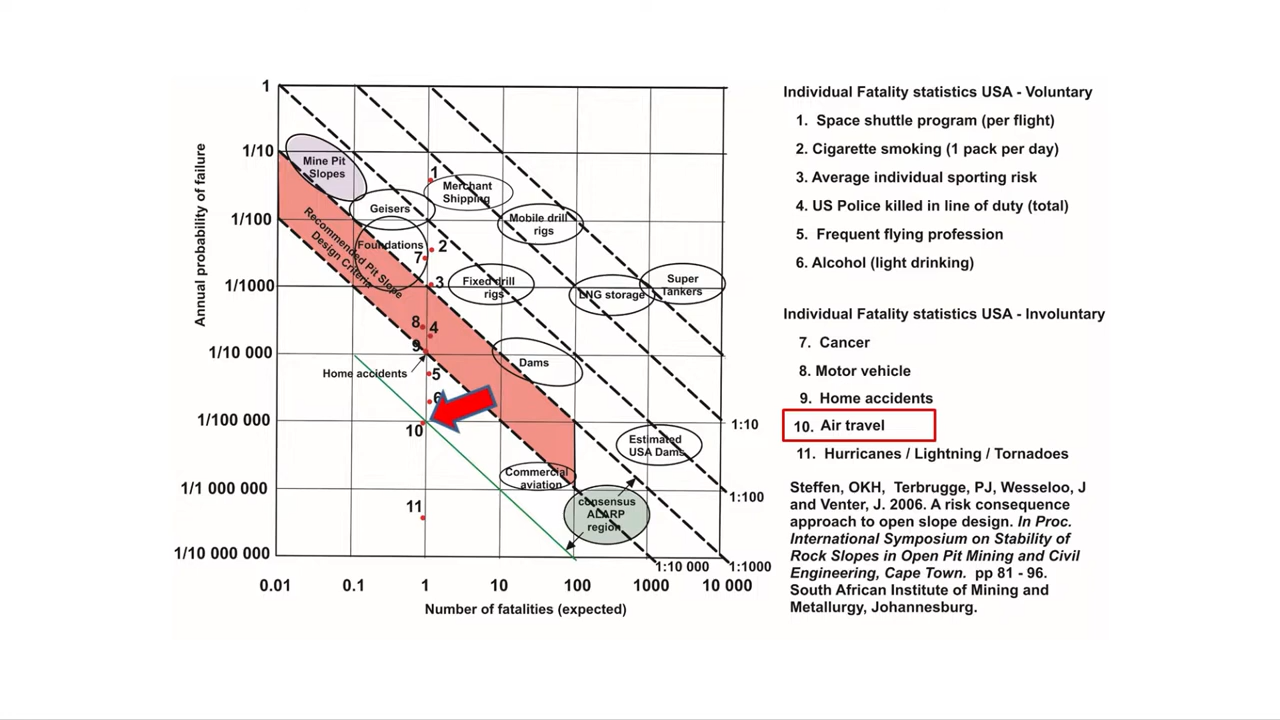 Annual probability of failure
1
1/10
1/100
1/1000
1/10 000
1/100 000
1/1 000 000
1/10 000 000
0.01
0.1
1
10
100
1000
10 000
Number of fatalities (expected)
Mine Pit
Slopes
Geisers
Foundations
Recommended Pit Slope
Design Criteria
1
Merchant
Shipping
Mobile drill
rigs
2
7
3
Fixed drill
rigs
LNG storage
Super
Tankers
8
4
9
Home accidents
5
6
10
11
Dams
Estimated
USA Dams
Commercial
aviation
consensus
ALARP
region
1:10
1:100
1:1000
1:10 000
Individual Fatality statistics USA - Voluntary
1. Space shuttle program (per flight)
2. Cigarette smoking (1 pack per day)
3. Average individual sporting risk
4. US Police killed in line of duty (total)
5. Frequent flying profession
6. Alcohol (light drinking)
Individual Fatality statistics USA - Involuntary
7. Cancer
8. Motor vehicle
9. Home accidents
10. Air travel
11. Hurricanes / Lightning / Tornadoes
Steffen, OKH, Terbrugge, PJ, Wesseloo, J
and Venter, J. 2006. A risk consequence
approach to open slope design. In Proc.
International Symposium on Stability of
Rock Slopes in Open Pit Mining and Civil
Engineering, Cape Town. pp 81 - 96.
South African Institute of Mining and
Metallurgy, Johannesburg.